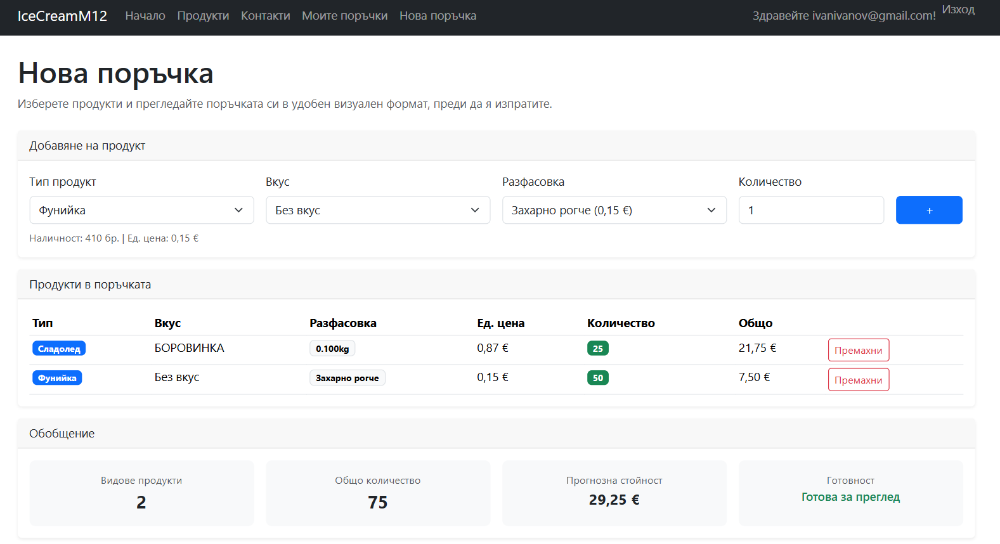 IceCreamM12 Начало Продукти Контакти Моите поръчки Нова поръчка Здравейте ivanivanov@gmail.com! Изход
Нова поръчка
Изберете продукти и прегледайте поръчката си в удобен визуален формат, преди да я изпратите.
Добавяне на продукт
Тип продукт Вкус Разфасовка Количество
Фунийка Без вкус Захарно рогче (0,15 €) 1 +
Наличност: 410 бр. | Ед. цена: 0,15 €
Продукти в поръчката
Тип Вкус Разфасовка Ед. цена Количество Общо
Сладолед БОРОВИНКА 0.100kg 0,87 € 25 21,75 € Премахни
Фунийка Без вкус Захарно рогче 0,15 € 50 7,50 € Премахни
Обобщение
Видове продукти Общо количество Прогнозна стойност Готовност
2 75 29,25 € Готова за преглед